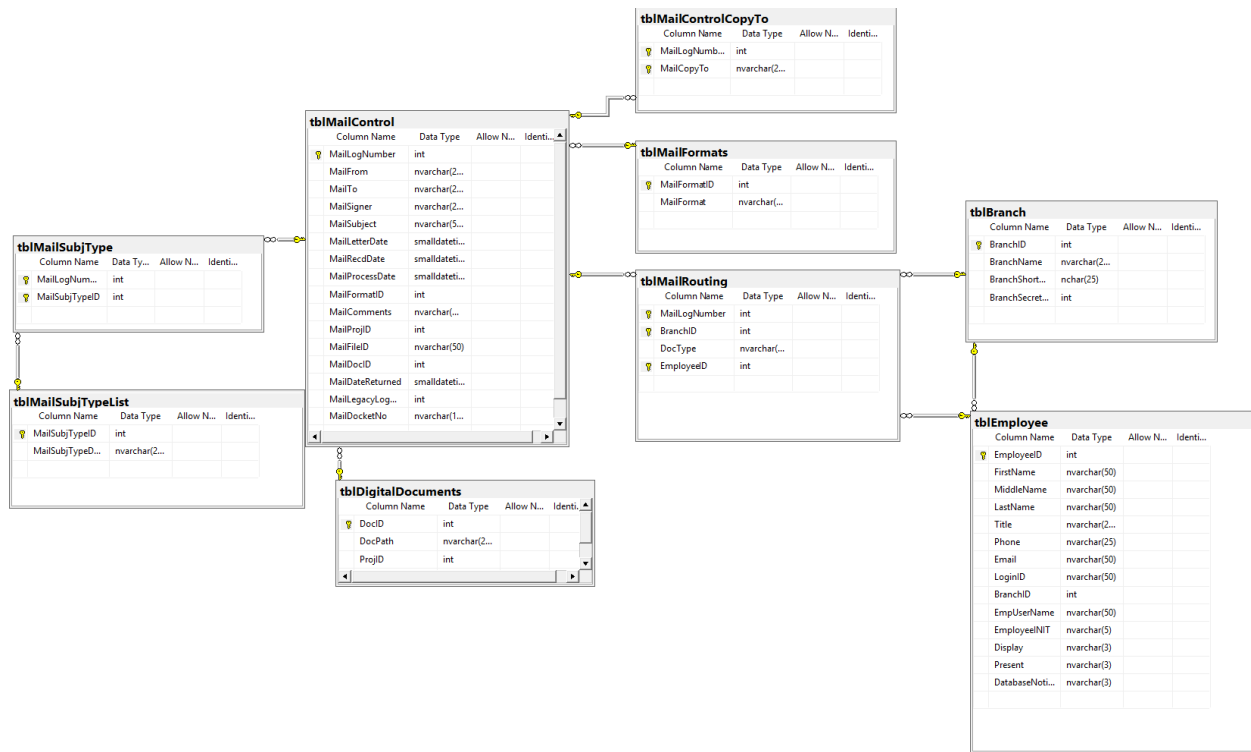 tblMailControlCopyTo
Column Name Data Type Allow N... Identi...
MailLogNumb... int
MailCopyTo nvarchar(2...
tblMailControl
Column Name Data Type Allow N... Identi...
MailLogNumber int
MailFrom nvarchar(2...
MailTo nvarchar(2...
MailSigner nvarchar(2...
MailSubject nvarchar(5...
MailLetterDate smalldateti...
MailRecdDate smalldateti...
MailProcessDate smalldateti...
MailFormatID int
MailComments nvarchar(...
MailProjID int
MailFileID nvarchar(50)
MailDocID int
MailDateReturned smalldateti...
MailLegacyLog... int
MailDocketNo nvarchar(1...
tblMailFormats
Column Name Data Type Allow N... Identi...
MailFormatID int
MailFormat nvarchar(...
tblBranch
Column Name Data Type Allow N... Identi...
BranchID int
BranchName nvarchar(2...
BranchShort... nchar(25)
BranchSecret... int
tblMailSubjType
Column Name Data Ty... Allow N... Identi...
MailLogNum... int
MailSubjTypeID int
tblMailRouting
Column Name Data Type Allow N... Identi...
MailLogNumber int
BranchID int
DocType nvarchar(...
EmployeeID int
tblMailSubjTypeList
Column Name Data Type Allow N... Identi...
MailSubjTypeID int
MailSubjTypeD... nvarchar(2...
tblEmployee
Column Name Data Type Allow N... Identi...
EmployeeID int
FirstName nvarchar(50)
MiddleName nvarchar(50)
LastName nvarchar(50)
Title nvarchar(2...
Phone nvarchar(25)
Email nvarchar(50)
LoginID nvarchar(50)
BranchID int
EmpUserName nvarchar(50)
EmployeeINIT nvarchar(5)
Display nvarchar(3)
Present nvarchar(3)
DatabaseNoti... nvarchar(3)
tblDigitalDocuments
Column Name Data Type Allow N... Identi...
DocID int
DocPath nvarchar(2...
ProjID int